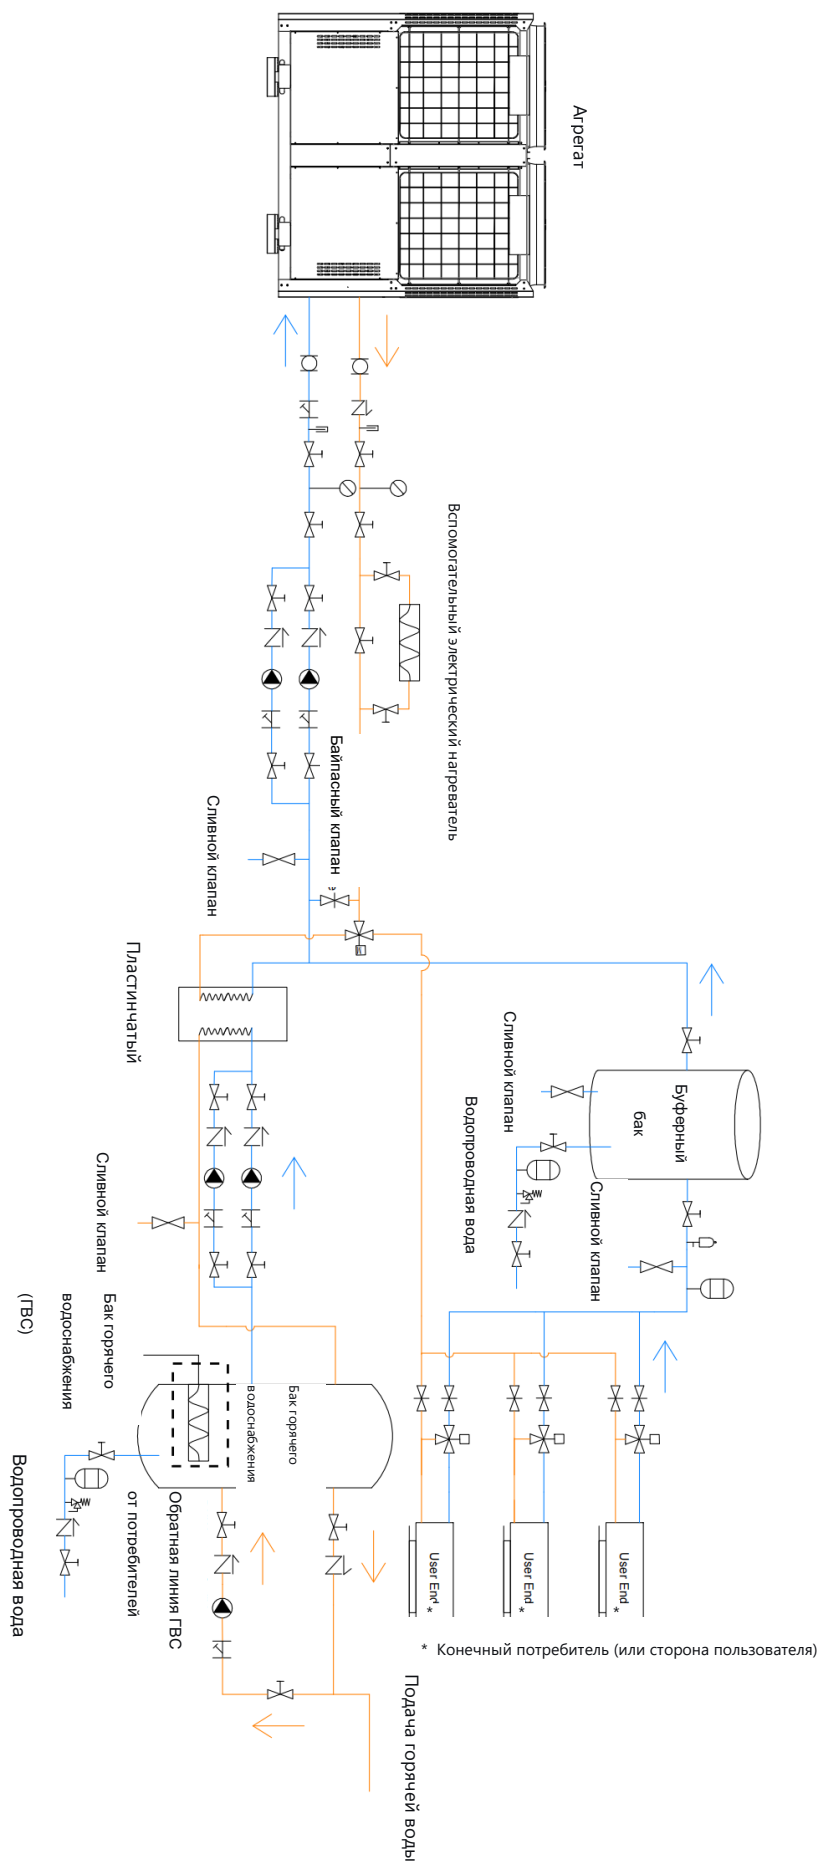 Агрегат
Вспомогательный электрический нагреватель
Байпасный клапан
Сливной клапан
Пластинчатый
Сливной клапан
Водопроводная вода
Буферный
бак
Сливной клапан
Сливной клапан
Бак горячего
водоснабжения
(ГВС)
Бак горячего
водоснабжения
Водопроводная вода
Обратная линия ГВС
от потребителей
User End
*
User End
*
User End
*
* Конечный потребитель (или сторона пользователя)
Подача горячей воды